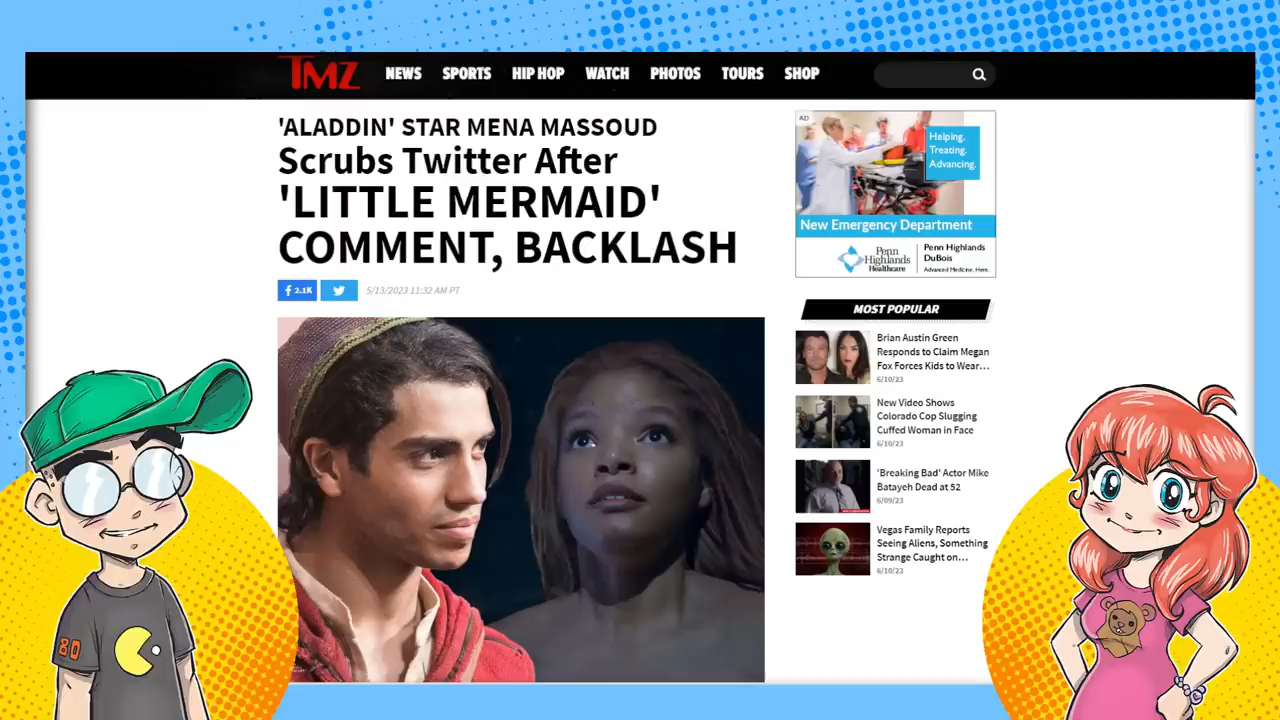 TMZ
NEWS SPORTS HIP HOP WATCH PHOTOS TOURS SHOP
'ALADDIN' STAR MENA MASSOUD
Scrubs Twitter After
'LITTLE MERMAID'
COMMENT, BACKLASH
2.1K
5/13/2023 11:32 AM PT
AD
Helping.
Treating.
Advancing.
New Emergency Department
Penn
Highlands
Healthcare
Penn Highlands
DuBois
Advanced Medicine. Here.
MOST POPULAR
Brian Austin Green
Responds to Claim Megan
Fox Forces Kids to Wear...
6/10/23
New Video Shows
Colorado Cop Slugging
Cuffed Woman in Face
6/10/23
'Breaking Bad' Actor Mike
Batayeh Dead at 52
6/09/23
Vegas Family Reports
Seeing Aliens, Something
Strange Caught on...
6/10/23
80